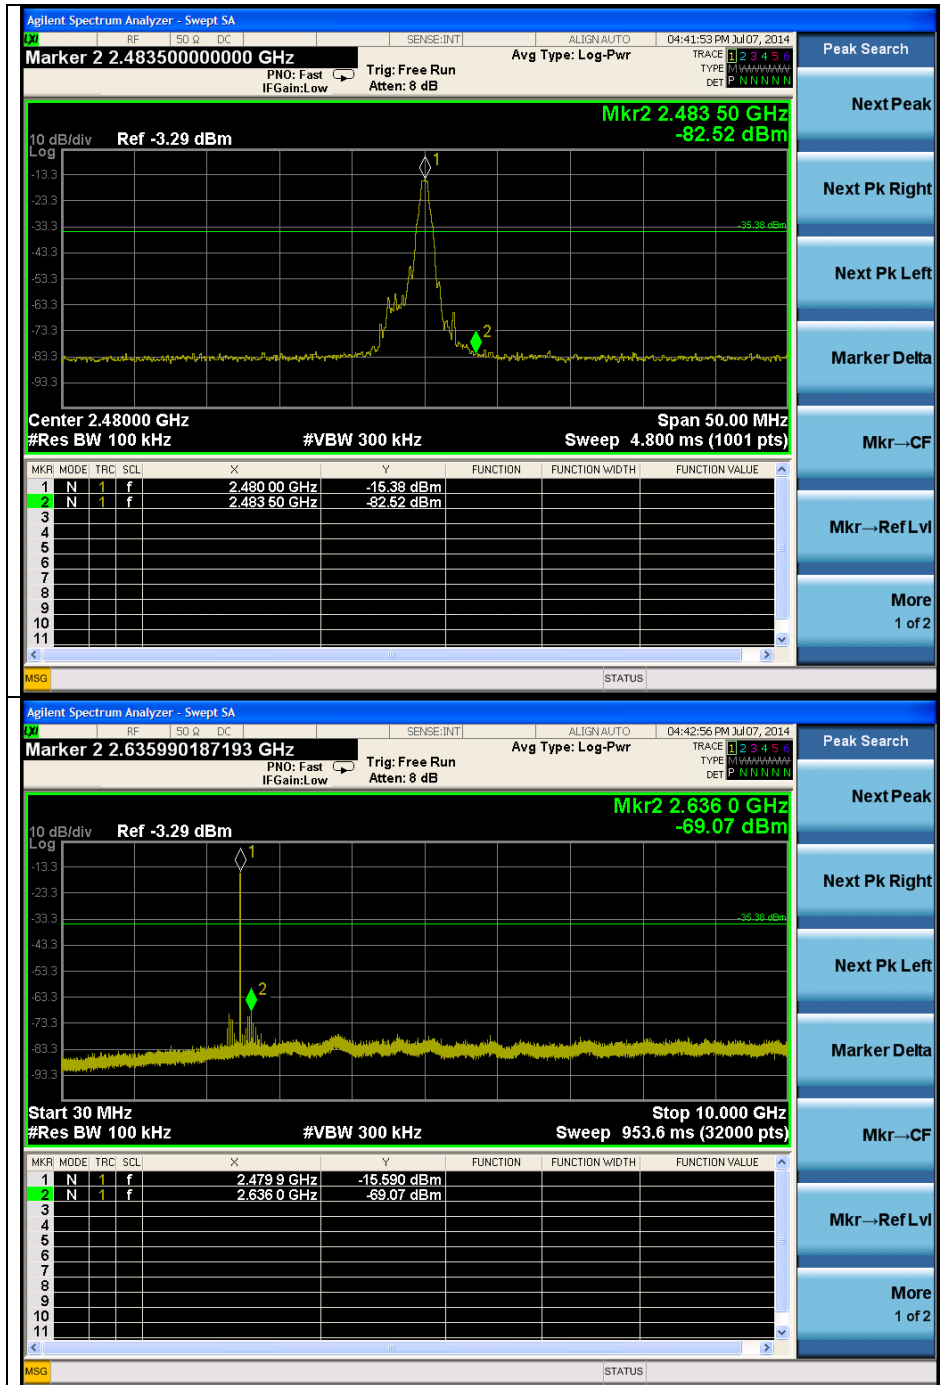 Agilent Spectrum Analyzer - Swept SA
LXI RF 50 Ω DC SENSE:INT ALIGN AUTO 04:41:53 PM Jul 07, 2014
Marker 2 2.483500000000 GHz
PNO: Fast
IFGain:Low
Trig: Free Run
Atten: 8 dB
Avg Type: Log-Pwr
TRACE 1 2 3 4 5 6
TYPE M WWWWW
DET P N N N N N
Peak Search
Next Peak
Next Pk Right
Next Pk Left
Marker Delta
Mkr→CF
Mkr→Ref Lvl
More
1 of 2
Mkr2 2.483 50 GHz
-82.52 dBm
10 dB/div Ref -3.29 dBm
Log
1
-13.3
-23.3
-33.3
-35.38 dBm
-43.3
-53.3
-63.3
-73.3
2
-83.3
-93.3
Center 2.48000 GHz Span 50.00 MHz
#Res BW 100 kHz #VBW 300 kHz Sweep 4.800 ms (1001 pts)
MKR MODE TRC SCL X Y FUNCTION FUNCTION WIDTH FUNCTION VALUE
1 N 1 f 2.480 00 GHz -15.38 dBm
2 N 1 f 2.483 50 GHz -82.52 dBm
3
4
5
6
7
8
9
10
11
MSG STATUS
Agilent Spectrum Analyzer - Swept SA
LXI RF 50 Ω DC SENSE:INT ALIGN AUTO 04:42:56 PM Jul 07, 2014
Marker 2 2.635990187193 GHz
PNO: Fast
IFGain:Low
Trig: Free Run
Atten: 8 dB
Avg Type: Log-Pwr
TRACE 1 2 3 4 5 6
TYPE M WWWWW
DET P N N N N N
Peak Search
Next Peak
Next Pk Right
Next Pk Left
Marker Delta
Mkr→CF
Mkr→Ref Lvl
More
1 of 2
Mkr2 2.636 0 GHz
-69.07 dBm
10 dB/div Ref -3.29 dBm
Log
1
-13.3
-23.3
-33.3
-35.38 dBm
-43.3
-53.3
-63.3
2
-73.3
-83.3
-93.3
Start 30 MHz Stop 10.000 GHz
#Res BW 100 kHz #VBW 300 kHz Sweep 953.6 ms (32000 pts)
MKR MODE TRC SCL X Y FUNCTION FUNCTION WIDTH FUNCTION VALUE
1 N 1 f 2.479 9 GHz -15.590 dBm
2 N 1 f 2.636 0 GHz -69.07 dBm
3
4
5
6
7
8
9
10
11
MSG STATUS